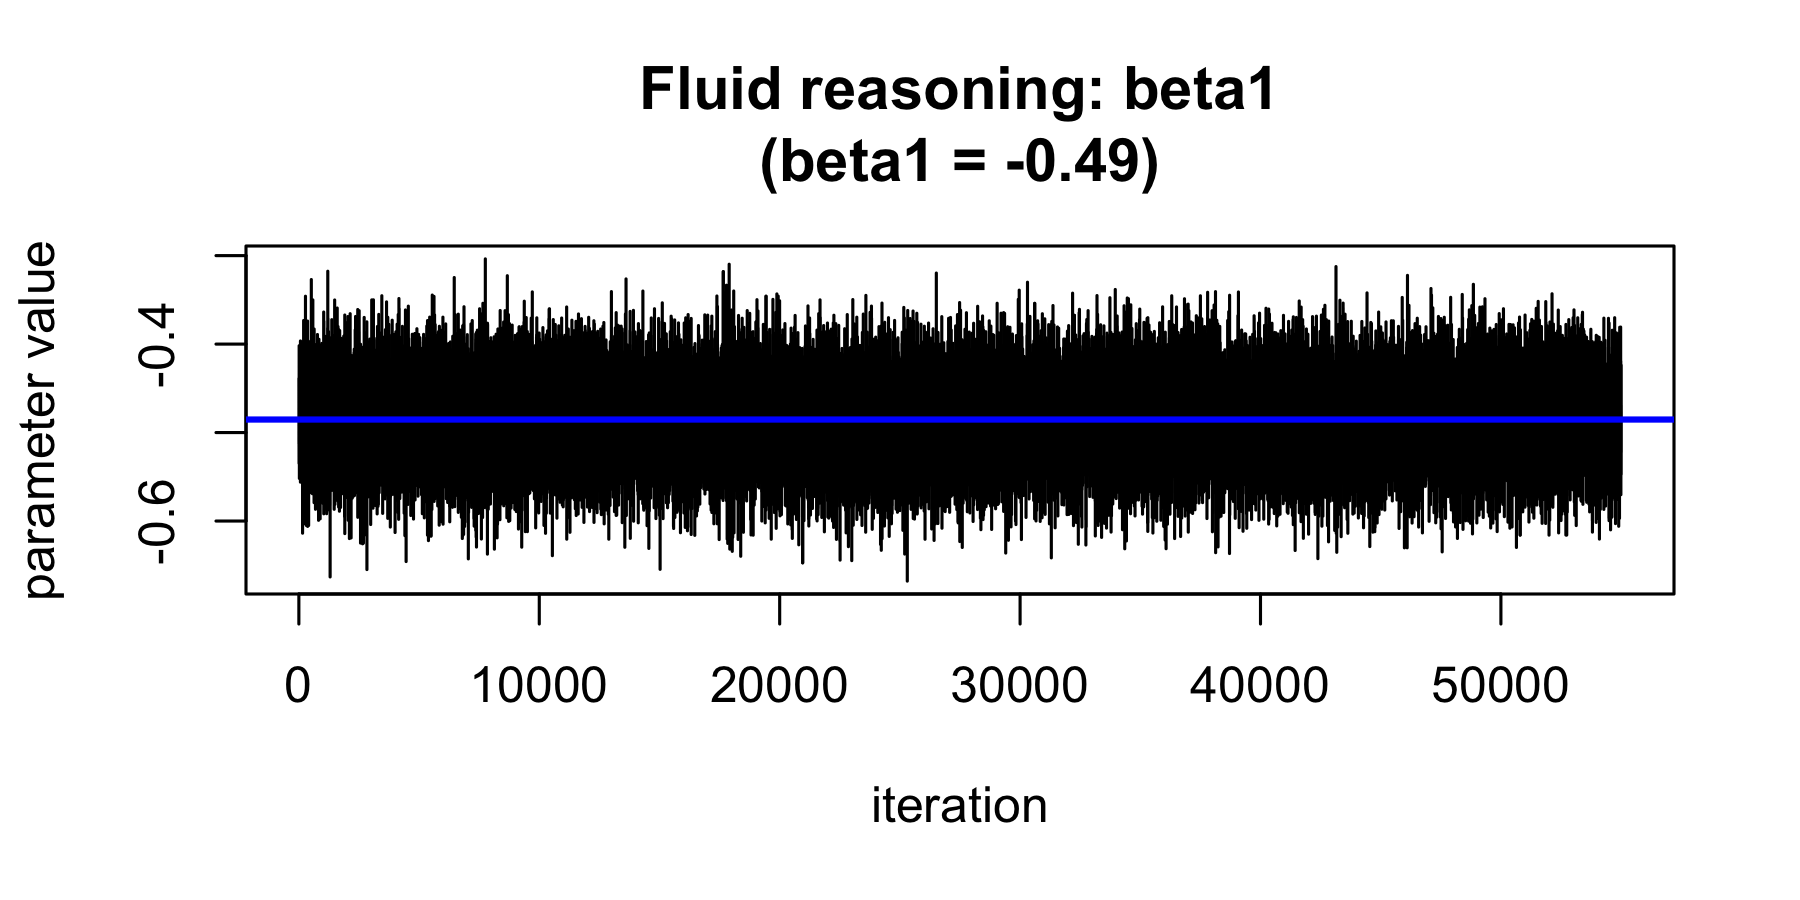 Fluid reasoning: beta1
(beta1 = -0.49)
parameter value
-0.4
-0.6
0 10000 20000 30000 40000 50000
iteration